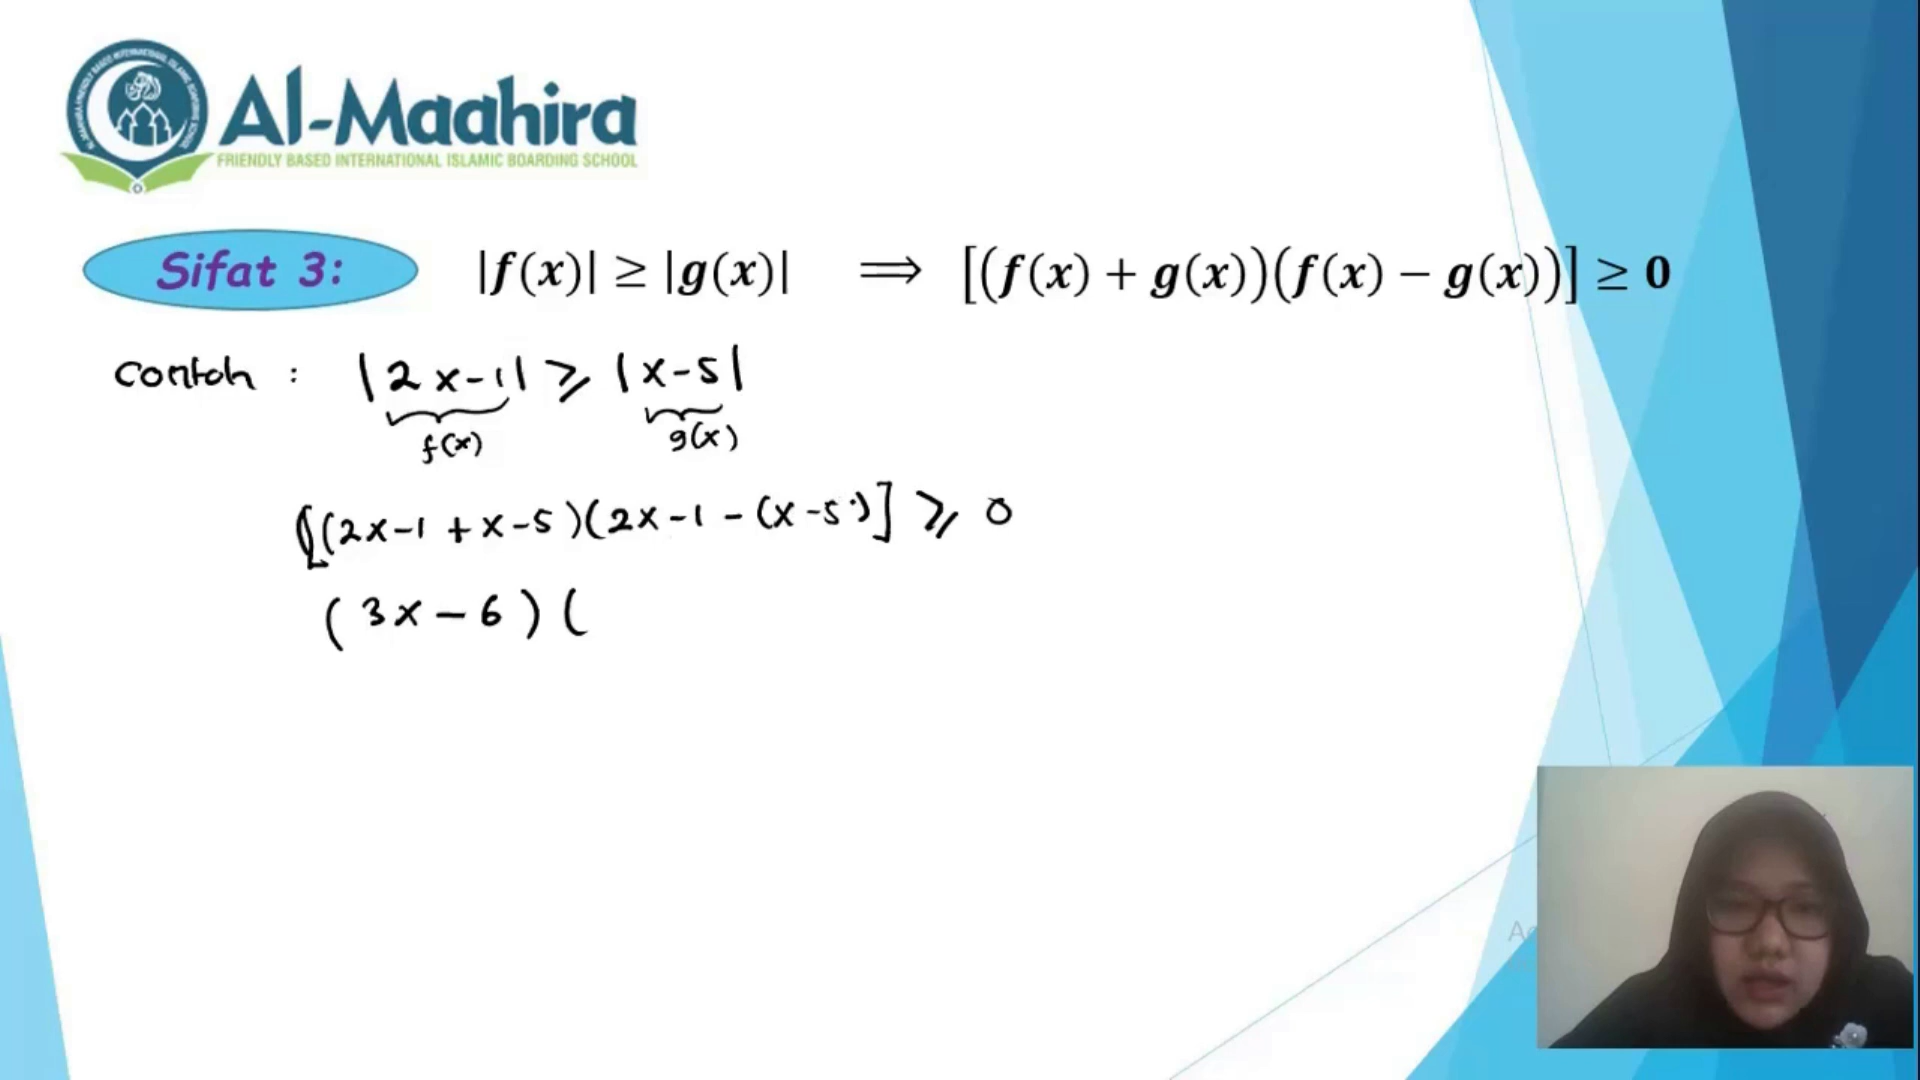 Al-Maahira
FRIENDLY BASED INTERNATIONAL ISLAMIC BOARDING SCHOOL
Sifat 3: |f(x)| ≥ |g(x)| ⟹ [(f(x) + g(x))(f(x) − g(x))] ≥ 0
Contoh : |2x-1| ≥ |x-5|
f(x) g(x)
[(2x-1 + x-5)(2x-1 - (x-5)] ≥ 0
(3x - 6) (